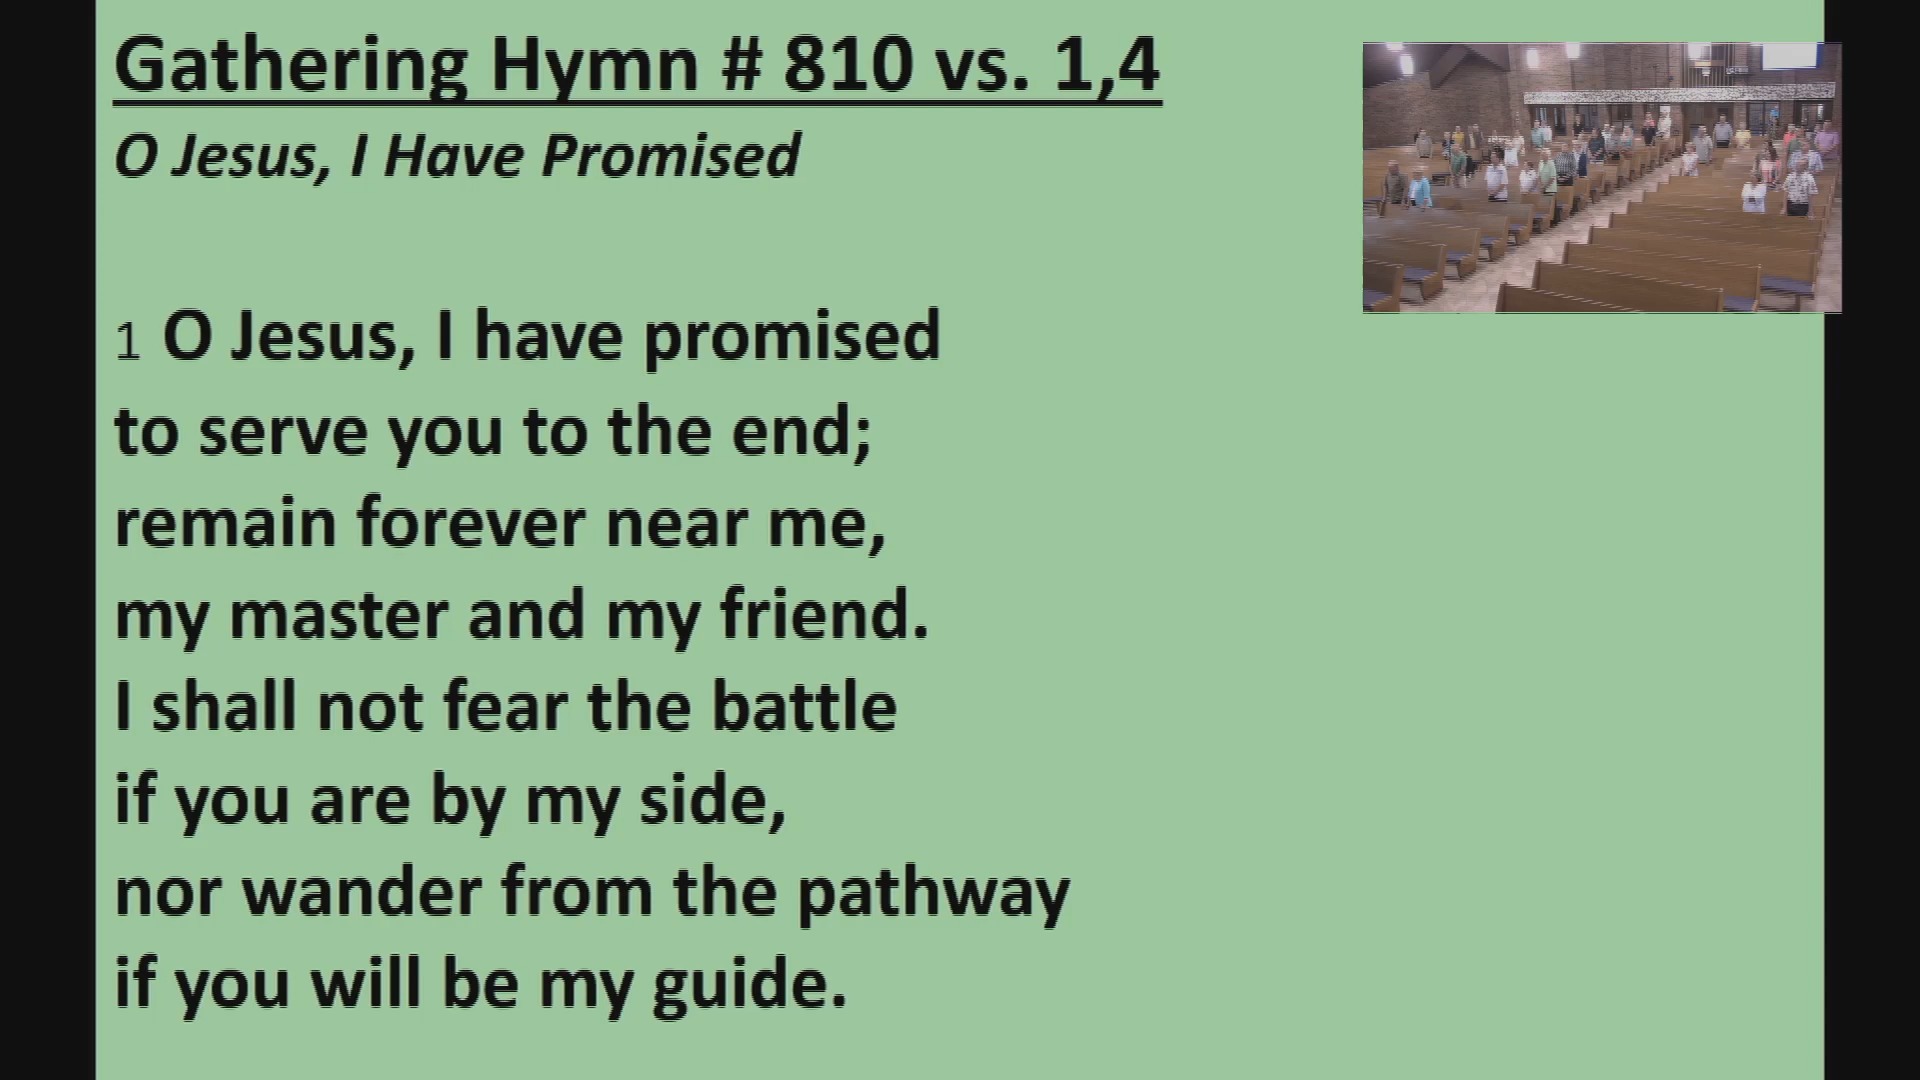 Gathering Hymn # 810 vs. 1,4
O Jesus, I Have Promised
1 O Jesus, I have promised
to serve you to the end;
remain forever near me,
my master and my friend.
I shall not fear the battle
if you are by my side,
nor wander from the pathway
if you will be my guide.